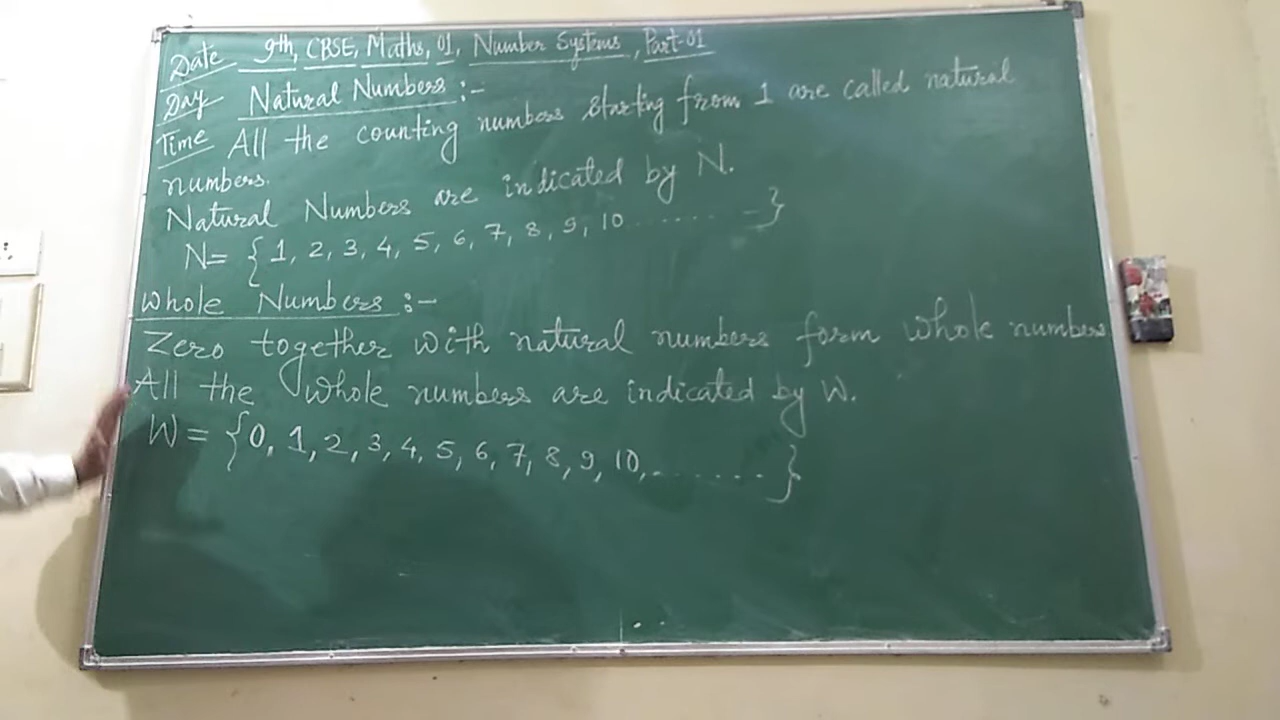 Date 9th, CBSE, Maths, 01, Number Systems, Part-01
Day Natural Numbers :-
Time All the counting numbers starting from 1 are called natural
numbers.
Natural Numbers are indicated by N.
N= {1, 2, 3, 4, 5, 6, 7, 8, 9, 10 ........ -}
Whole Numbers :-
Zero together with natural numbers form whole numbers
All the whole numbers are indicated by W.
W= {0, 1, 2, 3, 4, 5, 6, 7, 8, 9, 10, ........}